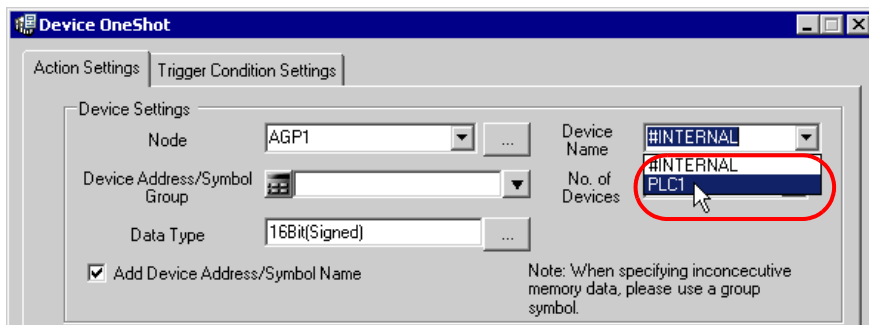 Device OneShot
Action Settings
Trigger Condition Settings
Device Settings
Node
AGP1
...
Device
Name
#INTERNAL
#INTERNAL
PLC1
Device Address/Symbol
Group
No. of
Devices
Data Type
16Bit(Signed)
...
Add Device Address/Symbol Name
Note: When specifying inconcecutive
memory data, please use a group
symbol.